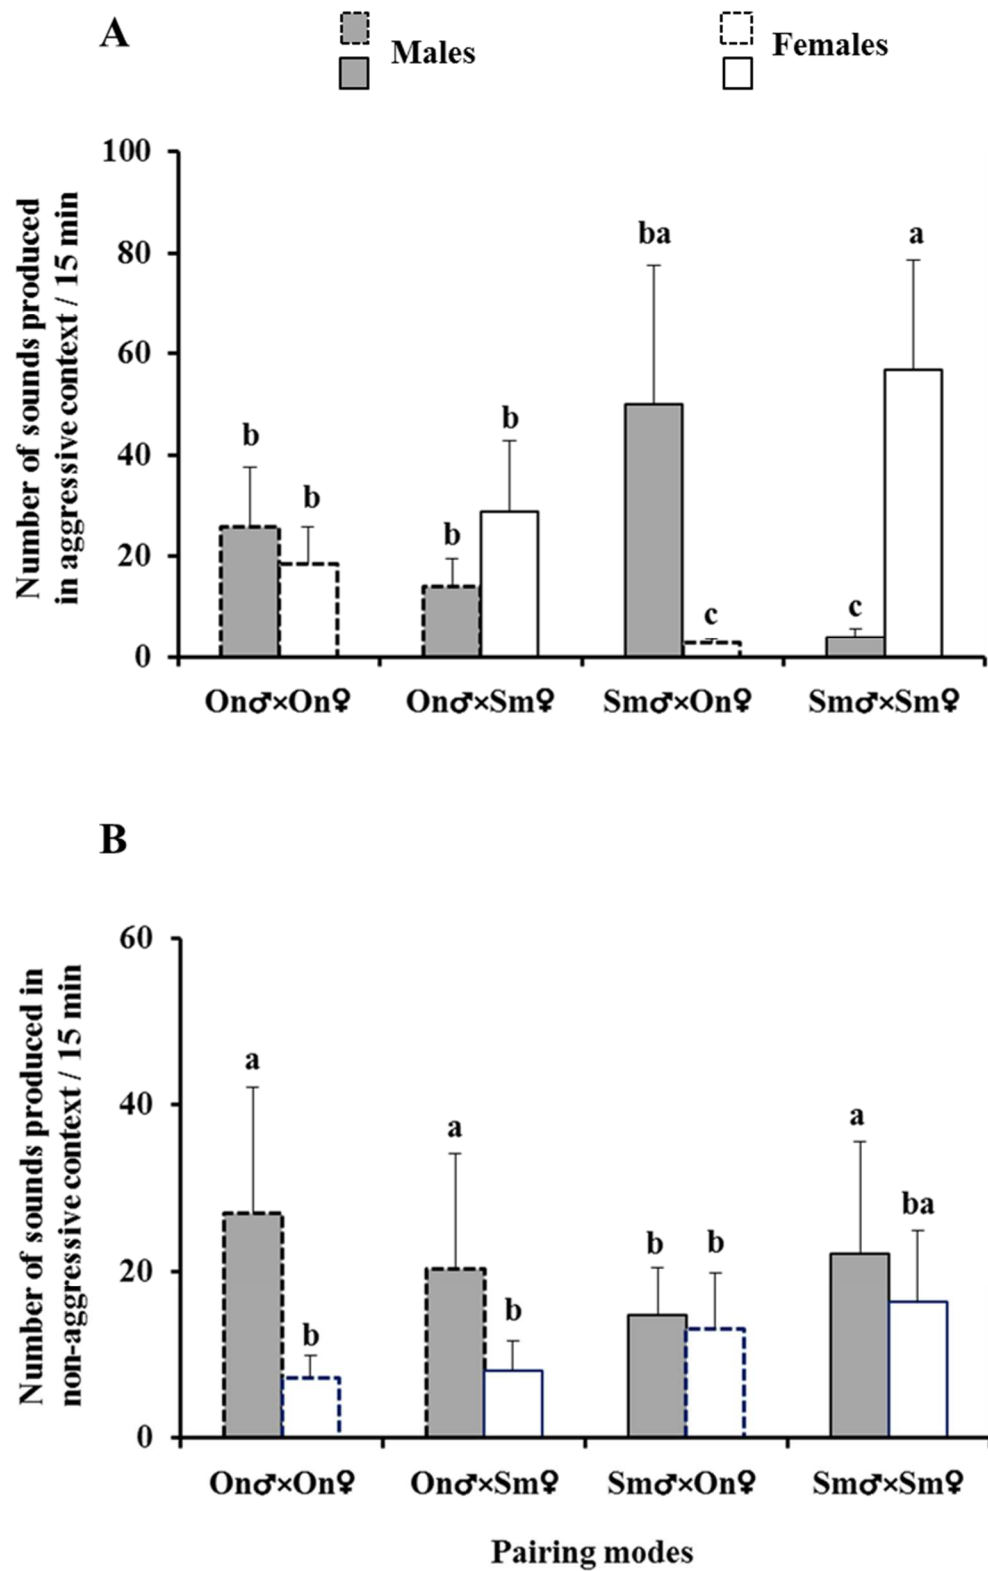 A
Males
Females
Number of sounds produced
in aggressive context / 15 min
100
80
60
40
20
0
b
b
b
b
ba
c
c
a
On♂×On♀
On♂×Sm♀
Sm♂×On♀
Sm♂×Sm♀
B
Number of sounds produced in
non-aggressive context / 15 min
60
40
20
0
a
b
a
b
b
b
a
ba
On♂×On♀
On♂×Sm♀
Sm♂×On♀
Sm♂×Sm♀
Pairing modes